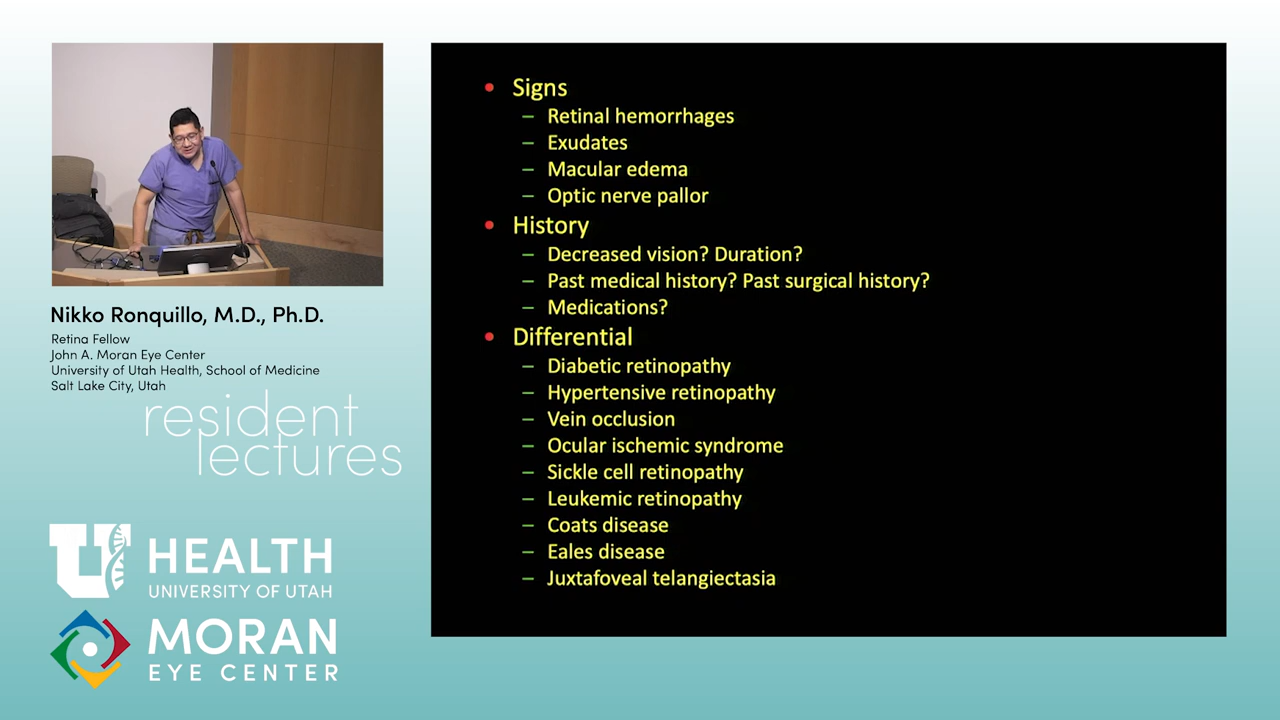 Nikko Ronquillo, M.D., Ph.D.
Retina Fellow
John A. Moran Eye Center
University of Utah Health, School of Medicine
Salt Lake City, Utah
resident
lectures
U HEALTH
UNIVERSITY OF UTAH
MORAN
EYE CENTER
• Signs
– Retinal hemorrhages
– Exudates
– Macular edema
– Optic nerve pallor
• History
– Decreased vision? Duration?
– Past medical history? Past surgical history?
– Medications?
• Differential
– Diabetic retinopathy
– Hypertensive retinopathy
– Vein occlusion
– Ocular ischemic syndrome
– Sickle cell retinopathy
– Leukemic retinopathy
– Coats disease
– Eales disease
– Juxtafoveal telangiectasia